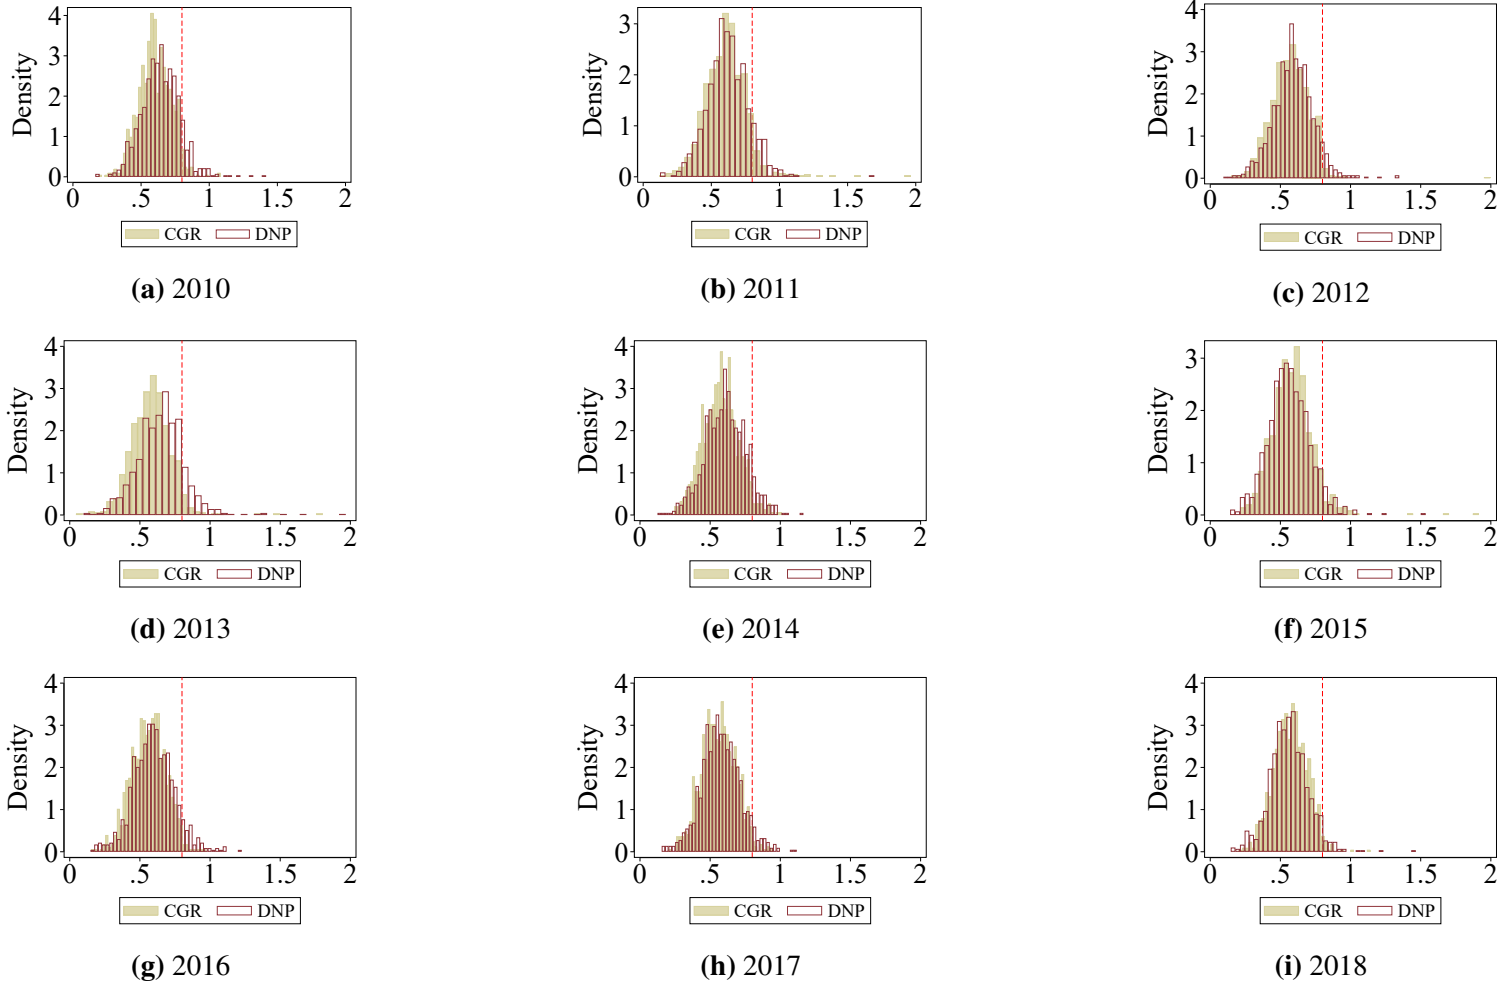 4
3
2
1
0
Density
0 .5 1 1.5 2
CGR DNP
(a) 2010
3
2
1
0
Density
0 .5 1 1.5 2
CGR DNP
(b) 2011
4
3
2
1
0
Density
0 .5 1 1.5 2
CGR DNP
(c) 2012
4
3
2
1
0
Density
0 .5 1 1.5 2
CGR DNP
(d) 2013
4
3
2
1
0
Density
0 .5 1 1.5 2
CGR DNP
(e) 2014
3
2
1
0
Density
0 .5 1 1.5 2
CGR DNP
(f) 2015
4
3
2
1
0
Density
0 .5 1 1.5 2
CGR DNP
(g) 2016
4
3
2
1
0
Density
0 .5 1 1.5 2
CGR DNP
(h) 2017
4
3
2
1
0
Density
0 .5 1 1.5 2
CGR DNP
(i) 2018